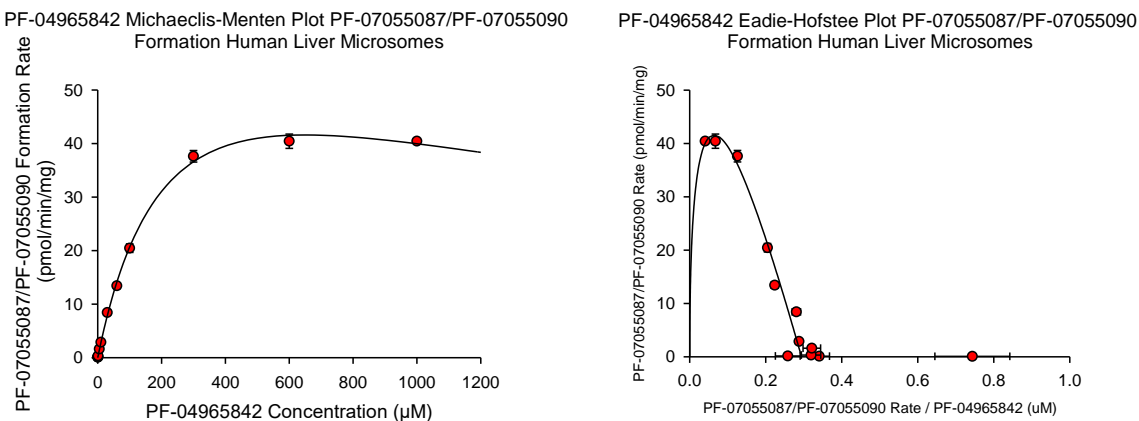 PF-04965842 Michaeclis-Menten Plot PF-07055087/PF-07055090
Formation Human Liver Microsomes
PF-07055087/PF-07055090 Formation Rate
(pmol/min/mg)
50
40
30
20
10
0
0 200 400 600 800 1000 1200
PF-04965842 Concentration (µM)
PF-04965842 Eadie-Hofstee Plot PF-07055087/PF-07055090
Formation Human Liver Microsomes
PF-07055087/PF-07055090 Rate (pmol/min/mg)
50
40
30
20
10
0
0.0 0.2 0.4 0.6 0.8 1.0
PF-07055087/PF-07055090 Rate / PF-04965842 (uM)